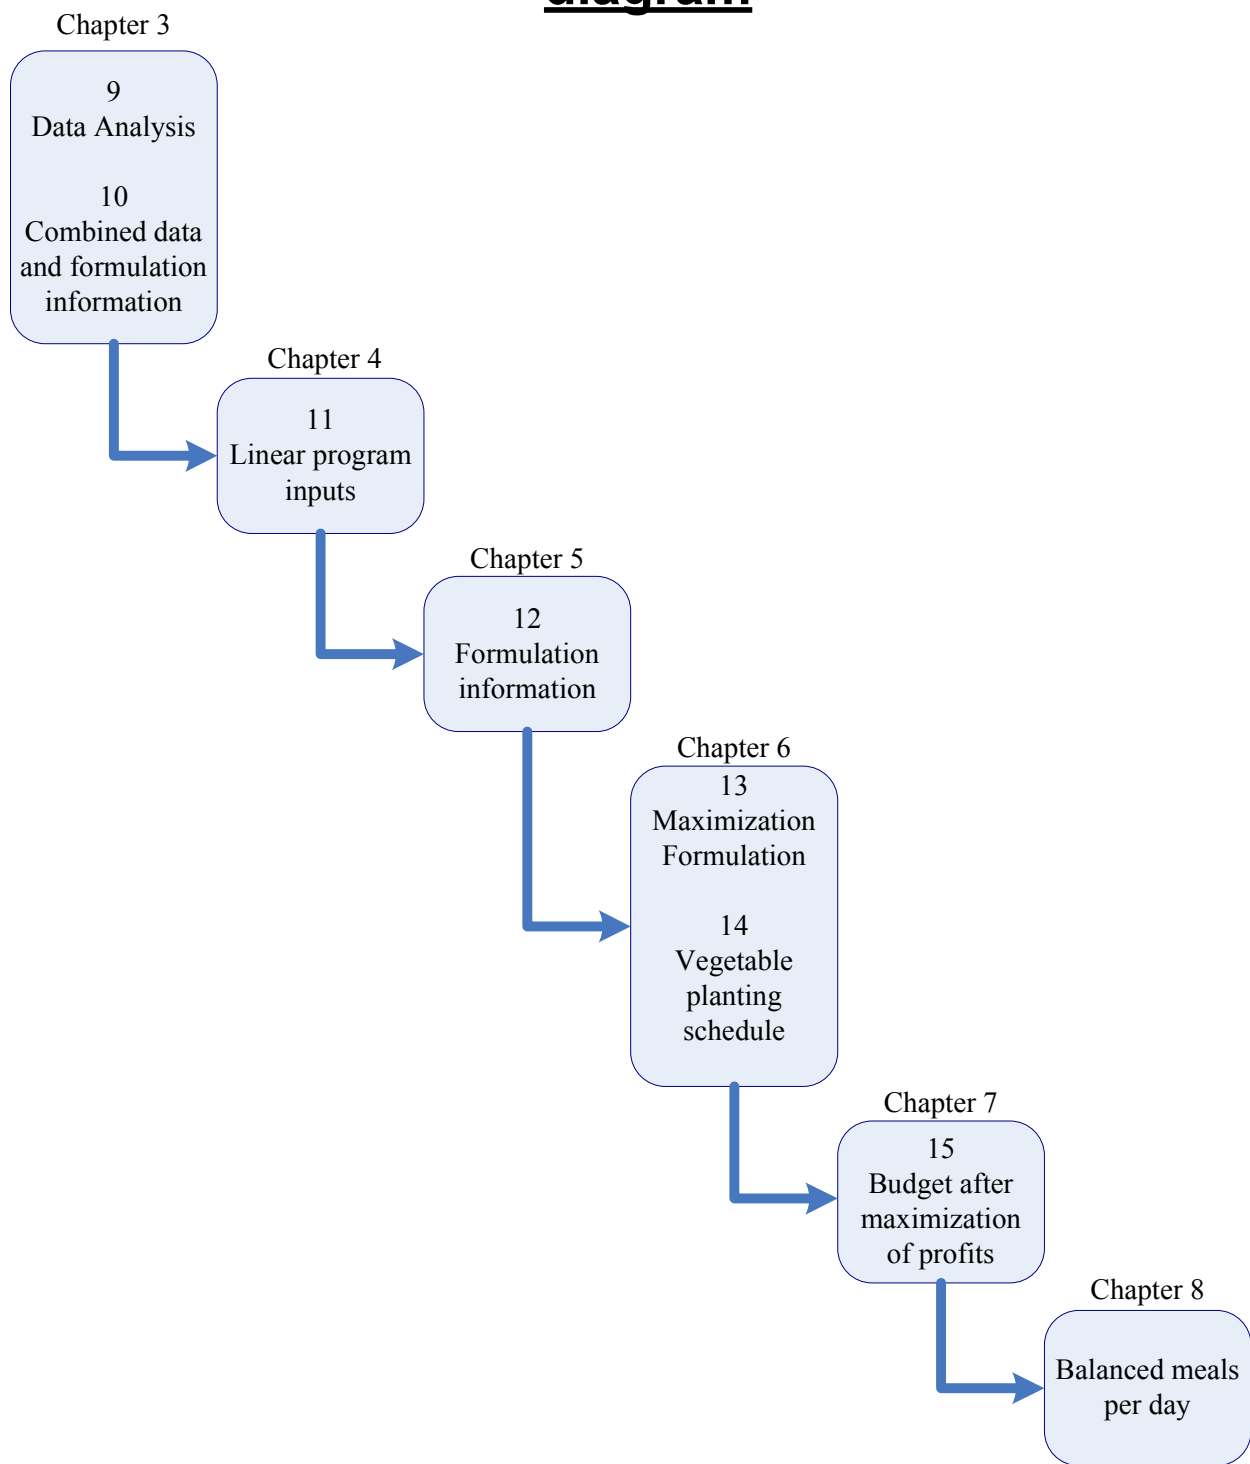 diagram
Chapter 3
9
Data Analysis
10
Combined data
and formulation
information
Chapter 4
11
Linear program
inputs
Chapter 5
12
Formulation
information
Chapter 6
13
Maximization
Formulation
14
Vegetable
planting
schedule
Chapter 7
15
Budget after
maximization
of profits
Chapter 8
Balanced meals
per day